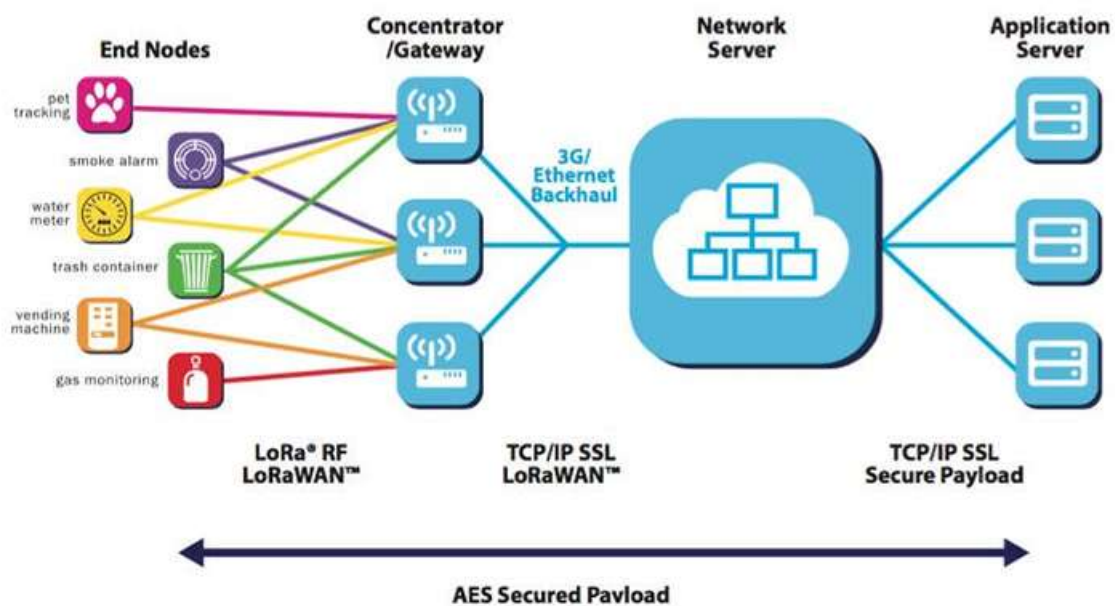 End Nodes
Concentrator
/Gateway
Network
Server
Application
Server
pet
tracking
smoke alarm
water
meter
trash container
vending
machine
gas monitoring
3G/
Ethernet
Backhaul
LoRa® RF
LoRaWAN™
TCP/IP SSL
LoRaWAN™
TCP/IP SSL
Secure Payload
AES Secured Payload